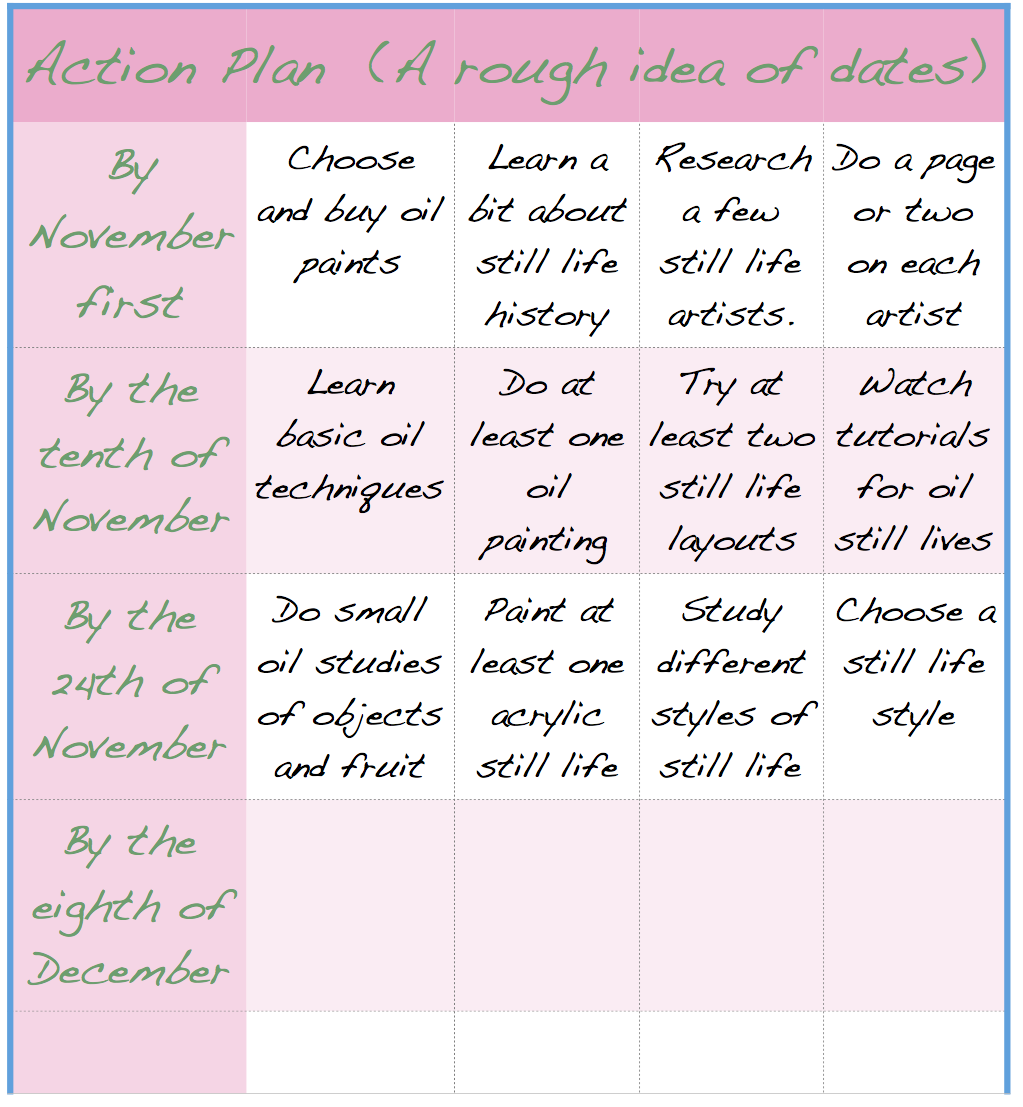 Action Plan (A rough idea of dates)
By
November
first
Choose
and buy oil
paints
Learn a
bit about
still life
history
Research
a few
still life
artists.
Do a page
or two
on each
artist
By the
tenth of
November
Learn
basic oil
techniques
Do at
least one
oil
painting
Try at
least two
still life
layouts
Watch
tutorials
for oil
still lives
By the
24th of
November
Do small
oil studies
of objects
and fruit
Paint at
least one
acrylic
still life
Study
different
styles of
still life
Choose a
still life
style
By the
eighth of
December